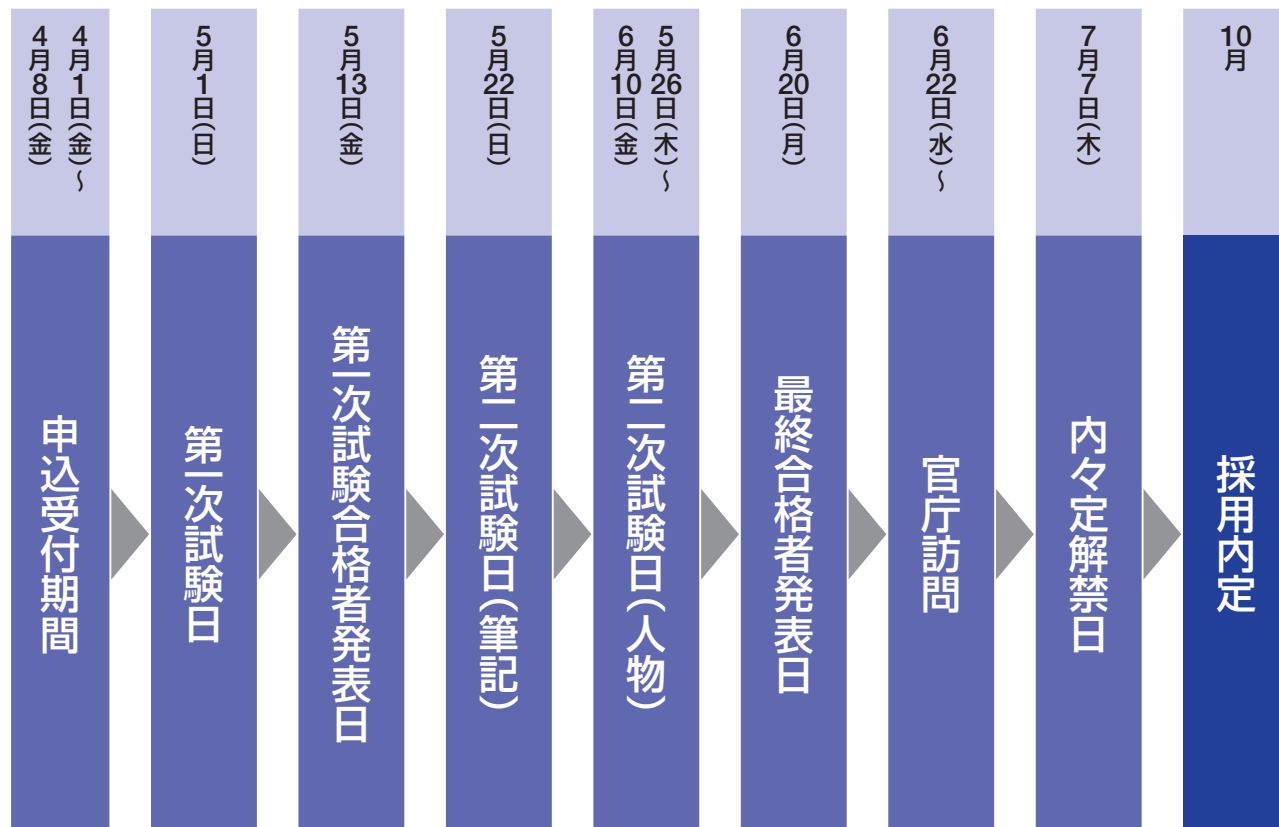 4月1日(金)～
4月8日(金)
申込受付期間
5月1日(日)
第一次試験日
5月13日(金)
第一次試験合格者発表日
5月22日(日)
第二次試験日(筆記)
5月26日(木)～
6月10日(金)
第二次試験日(人物)
6月20日(月)
最終合格者発表日
6月22日(水)～
官庁訪問
7月7日(木)
内々定解禁日
10月
採用内定